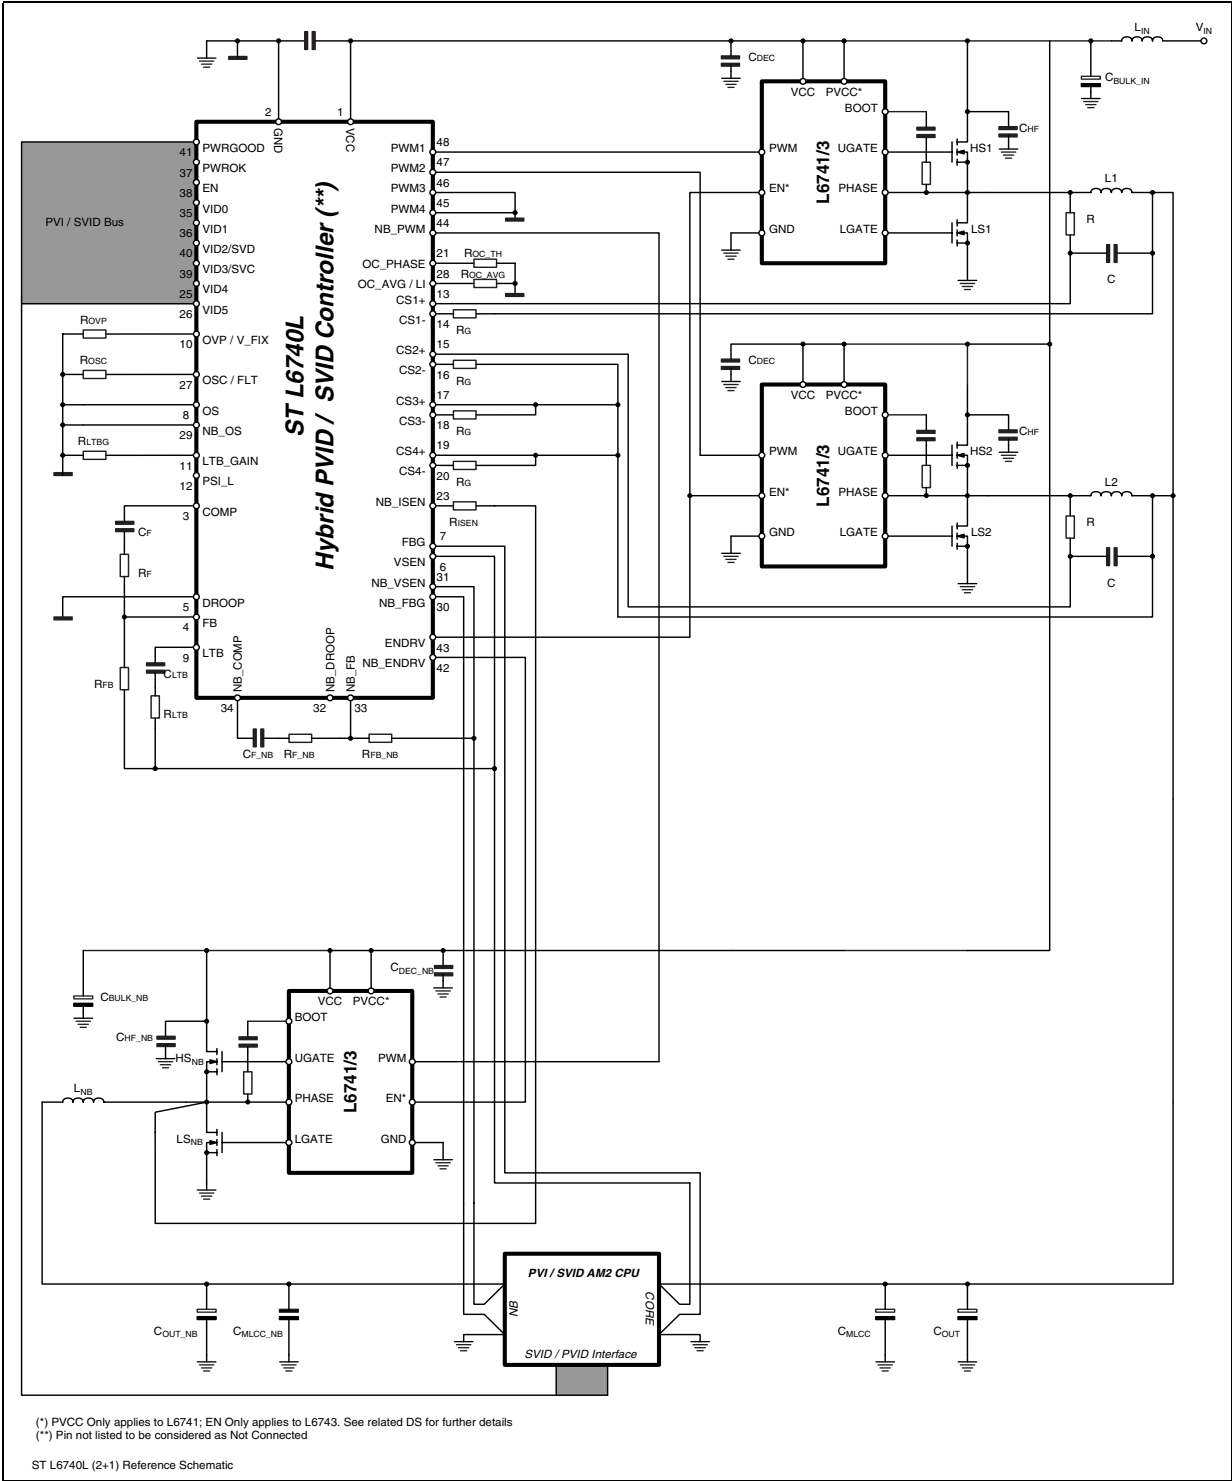 LIN
VIN
CDEC
CBULK_IN
VCC
PVCC*
BOOT
CHF
2
1
GND
VCC
41
PWRGOOD
37
PWROK
38
EN
35
VID0
36
VID1
40
VID2/SVD
39
VID3/SVC
25
VID4
26
VID5
PVI / SVID Bus
ROVP
10
OVP / V_FIX
ROSC
27
OSC / FLT
8
OS
29
NB_OS
RLTBG
11
LTB_GAIN
12
PSI_L
3
COMP
CF
RF
5
DROOP
4
FB
9
LTB
RFB
CLTB
RLTB
ST L6740L
Hybrid PVID / SVID Controller (**)
PWM1
48
PWM2
47
PWM3
46
PWM4
45
NB_PWM
44
OC_PHASE
21
ROC_TH
OC_AVG / LI
28
ROC_AVG
CS1+
13
CS1-
14
RG
CS2+
15
CS2-
16
RG
CS3+
17
CS3-
18
RG
CS4+
19
CS4-
20
RG
NB_ISEN
23
RISEN
FBG
7
VSEN
6
NB_VSEN
31
NB_FBG
30
ENDRV
43
NB_ENDRV
42
NB_COMP
NB_DROOP
NB_FB
34
32
33
CF_NB
RF_NB
RFB_NB
PWM
UGATE
HS1
EN*
PHASE
L1
L6741/3
GND
LGATE
LS1
R
C
CDEC
VCC
PVCC*
BOOT
CHF
PWM
UGATE
HS2
EN*
PHASE
L2
L6741/3
GND
LGATE
LS2
R
C
CBULK_NB
CDEC_NB
VCC
PVCC*
BOOT
CHF_NB
HSNB
UGATE
PWM
LNB
PHASE
EN*
L6741/3
LSNB
LGATE
GND
PVI / SVID AM2 CPU
NB
CORE
SVID / PVID Interface
COUT_NB
CMLCC_NB
CMLCC
COUT
(*) PVCC Only applies to L6741; EN Only applies to L6743. See related DS for further details
(**) Pin not listed to be considered as Not Connected
ST L6740L (2+1) Reference Schematic